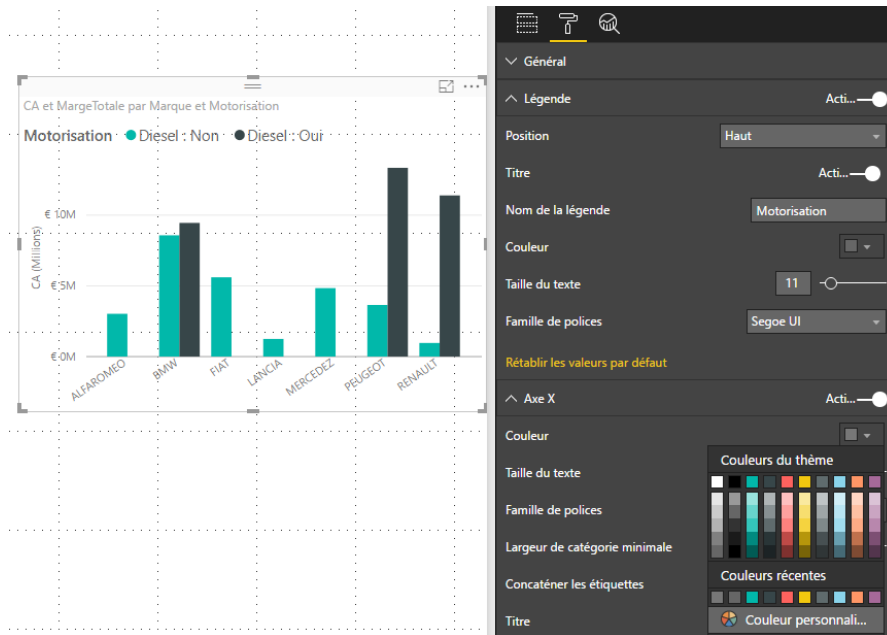 CA et MargeTotale par Marque et Motorisation
Motorisation Diesel : Non Diesel : Oui
CA (Millions)
€ 10M
€ 5M
€ 0M
ALFAROMEO BMW FIAT LANCIA MERCEDEZ PEUGEOT RENAULT
Général
Légende Acti...
Position Haut
Titre Acti...
Nom de la légende Motorisation
Couleur
Taille du texte 11
Famille de polices Segoe UI
Rétablir les valeurs par défaut
Axe X Acti...
Couleur
Couleurs du thème
Taille du texte
Famille de polices
Largeur de catégorie minimale
Couleurs récentes
Concaténer les étiquettes
Titre
Couleur personnali...